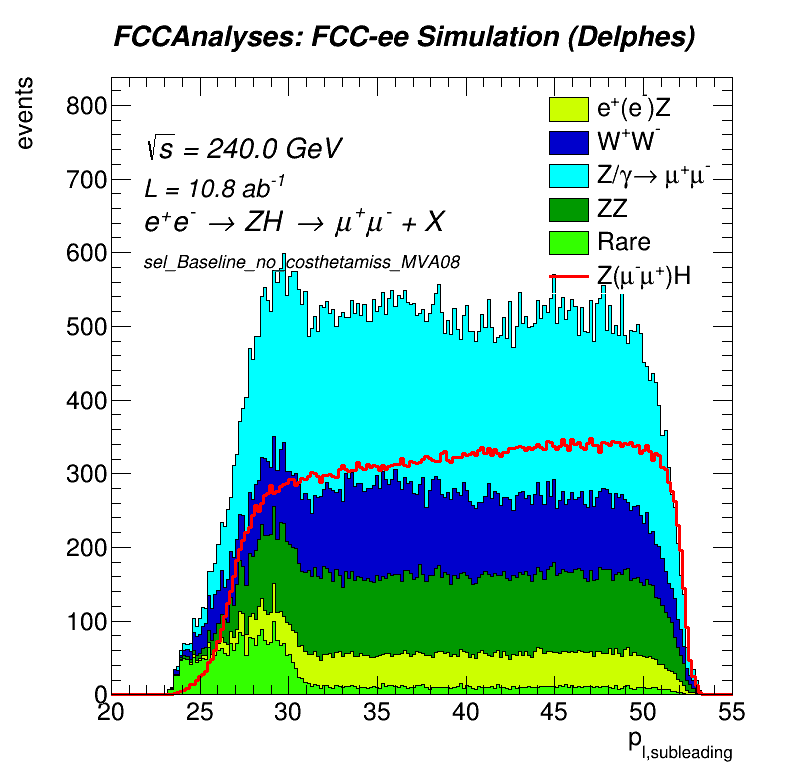 FCCAnalyses: FCC-ee Simulation (Delphes)
events
800
700
600
500
400
300
200
100
0
√s = 240.0 GeV
L = 10.8 ab⁻¹
e⁺e⁻ → ZH → μ⁺μ⁻ + X
sel_Baseline_no_costhetamiss_MVA08
e⁺(e⁻)Z
W⁺W⁻
Z/γ→ μ⁺μ⁻
ZZ
Rare
Z(μ⁻μ⁺)H
20 25 30 35 40 45 50 55
p_l,subleading